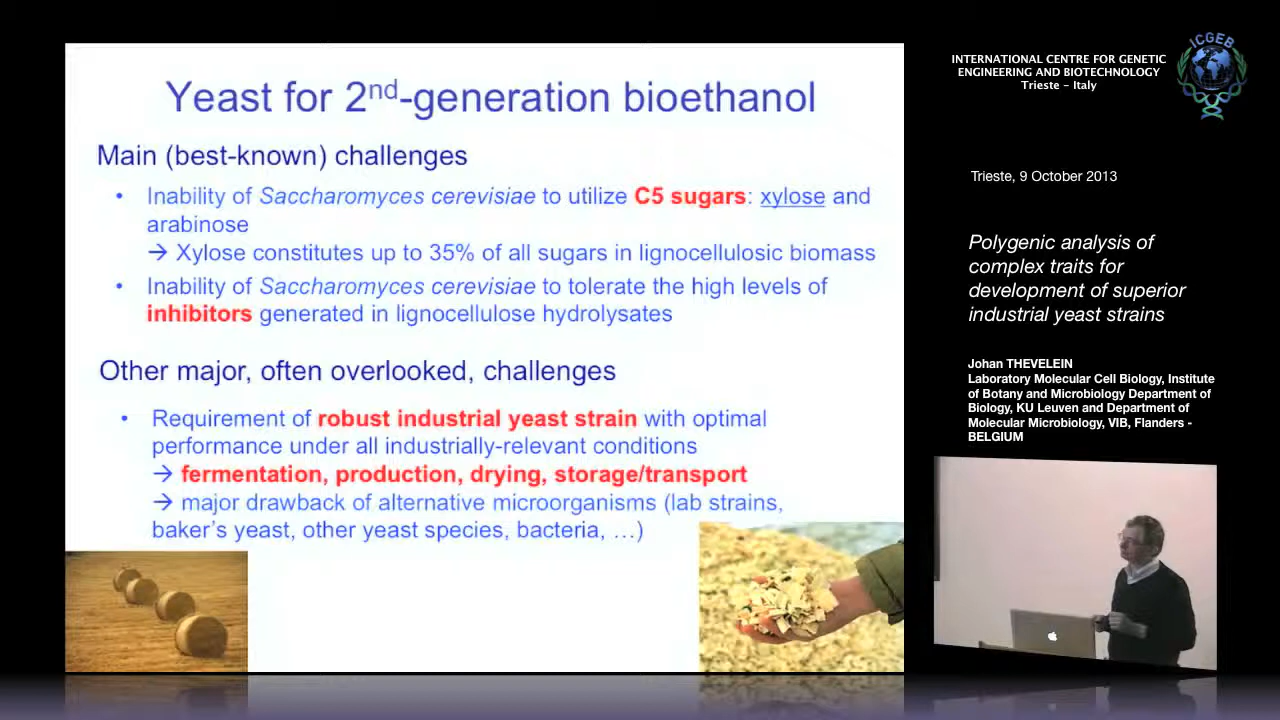 Yeast for 2nd-generation bioethanol
Main (best-known) challenges
• Inability of Saccharomyces cerevisiae to utilize C5 sugars: xylose and
arabinose
→ Xylose constitutes up to 35% of all sugars in lignocellulosic biomass
• Inability of Saccharomyces cerevisiae to tolerate the high levels of
inhibitors generated in lignocellulose hydrolysates
Other major, often overlooked, challenges
• Requirement of robust industrial yeast strain with optimal
performance under all industrially-relevant conditions
→ fermentation, production, drying, storage/transport
→ major drawback of alternative microorganisms (lab strains,
baker's yeast, other yeast species, bacteria, …)
INTERNATIONAL CENTRE FOR GENETIC
ENGINEERING AND BIOTECHNOLOGY
Trieste - Italy
ICGEB
Trieste, 9 October 2013
Polygenic analysis of
complex traits for
development of superior
industrial yeast strains
Johan THEVELEIN
Laboratory Molecular Cell Biology, Institute
of Botany and Microbiology Department of
Biology, KU Leuven and Department of
Molecular Microbiology, VIB, Flanders -
BELGIUM